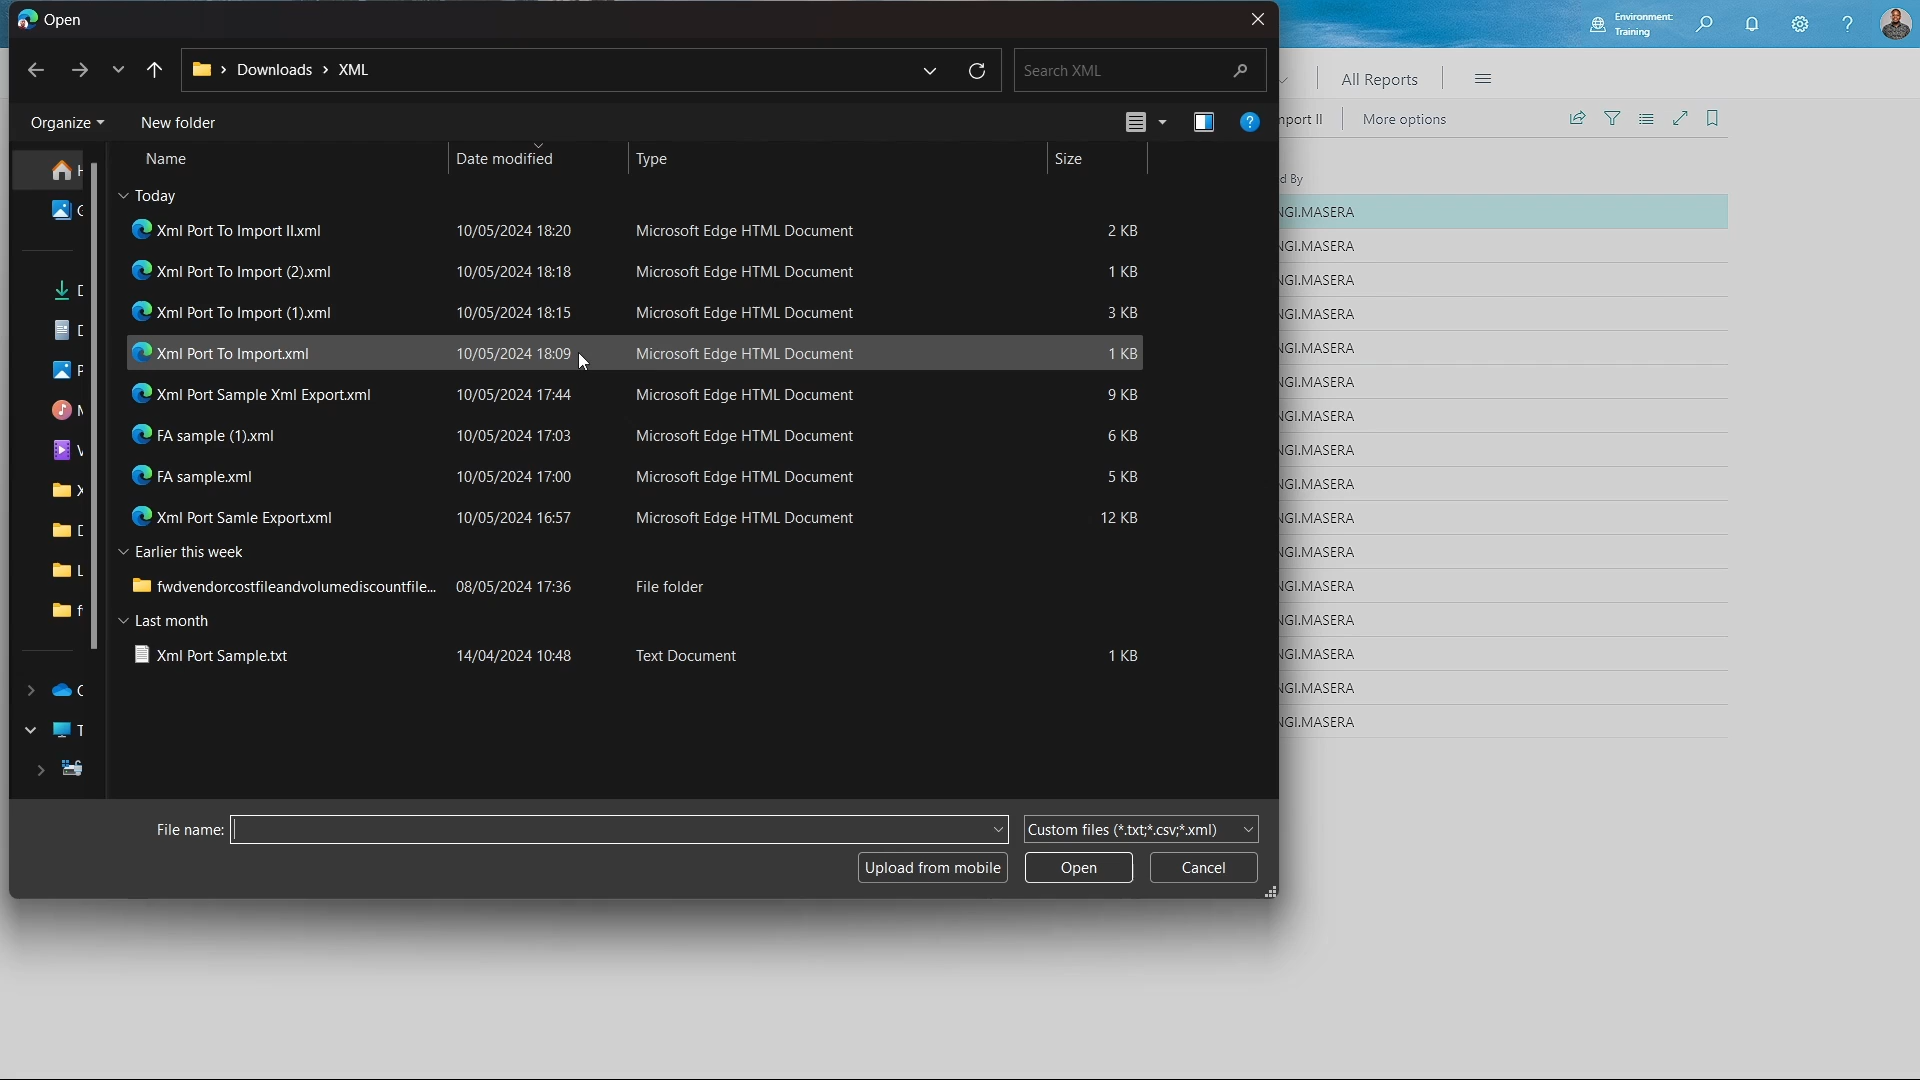 Open
Environment:
Training
Downloads > XML
Search XML
All Reports
Organize
New folder
mport II
More options
Name
Date modified
Type
Size
d By
Today
Xml Port To Import II.xml 10/05/2024 18:20 Microsoft Edge HTML Document 2 KB
NGI.MASERA
Xml Port To Import (2).xml 10/05/2024 18:18 Microsoft Edge HTML Document 1 KB
NGI.MASERA
NGI.MASERA
Xml Port To Import (1).xml 10/05/2024 18:15 Microsoft Edge HTML Document 3 KB
NGI.MASERA
Xml Port To Import.xml 10/05/2024 18:09 Microsoft Edge HTML Document 1 KB
NGI.MASERA
NGI.MASERA
Xml Port Sample Xml Export.xml 10/05/2024 17:44 Microsoft Edge HTML Document 9 KB
NGI.MASERA
FA sample (1).xml 10/05/2024 17:03 Microsoft Edge HTML Document 6 KB
NGI.MASERA
FA sample.xml 10/05/2024 17:00 Microsoft Edge HTML Document 5 KB
NGI.MASERA
Xml Port Samle Export.xml 10/05/2024 16:57 Microsoft Edge HTML Document 12 KB
NGI.MASERA
Earlier this week
NGI.MASERA
fwdvendorcostfileandvolumediscountfile... 08/05/2024 17:36 File folder
NGI.MASERA
Last month
NGI.MASERA
Xml Port Sample.txt 14/04/2024 10:48 Text Document 1 KB
NGI.MASERA
NGI.MASERA
NGI.MASERA
File name:
Custom files (*.txt;*.csv;*.xml)
Upload from mobile
Open
Cancel